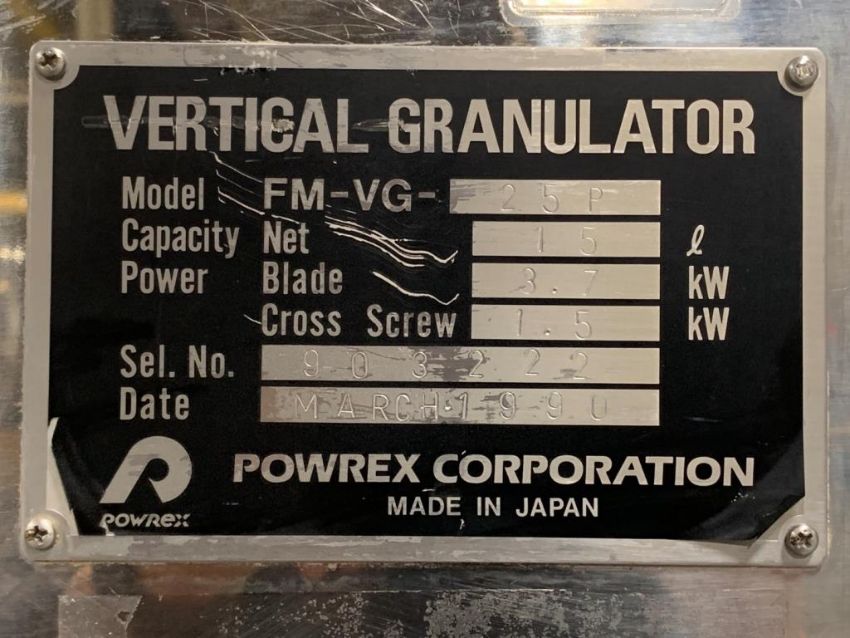 VERTICAL GRANULATOR
Model FM-VG- 25P
Capacity Net 15 ℓ
Power Blade 3.7 kW
Cross Screw 1.5 kW
Sel. No. 903222
Date MARCH.1990
POWREX CORPORATION
POWREX MADE IN JAPAN